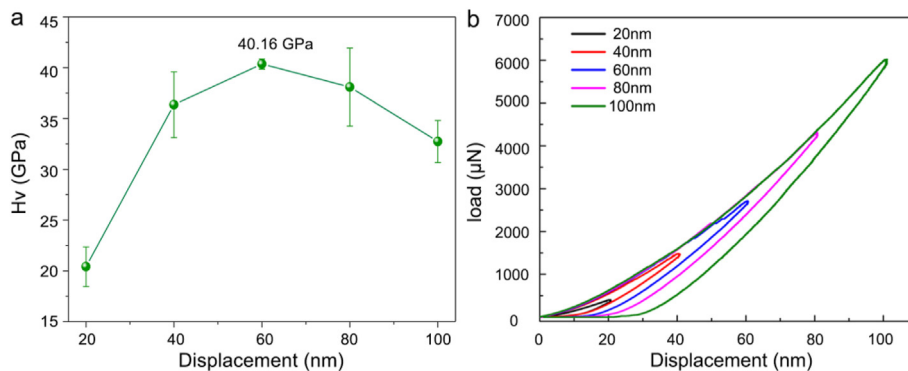 a
40.16 GPa
Hv (GPa)
45
40
35
30
25
20
15
20
40
60
80
100
Displacement (nm)
b
7000
6000
5000
4000
3000
2000
1000
0
load (μN)
20nm
40nm
60nm
80nm
100nm
0
20
40
60
80
100
Displacement (nm)